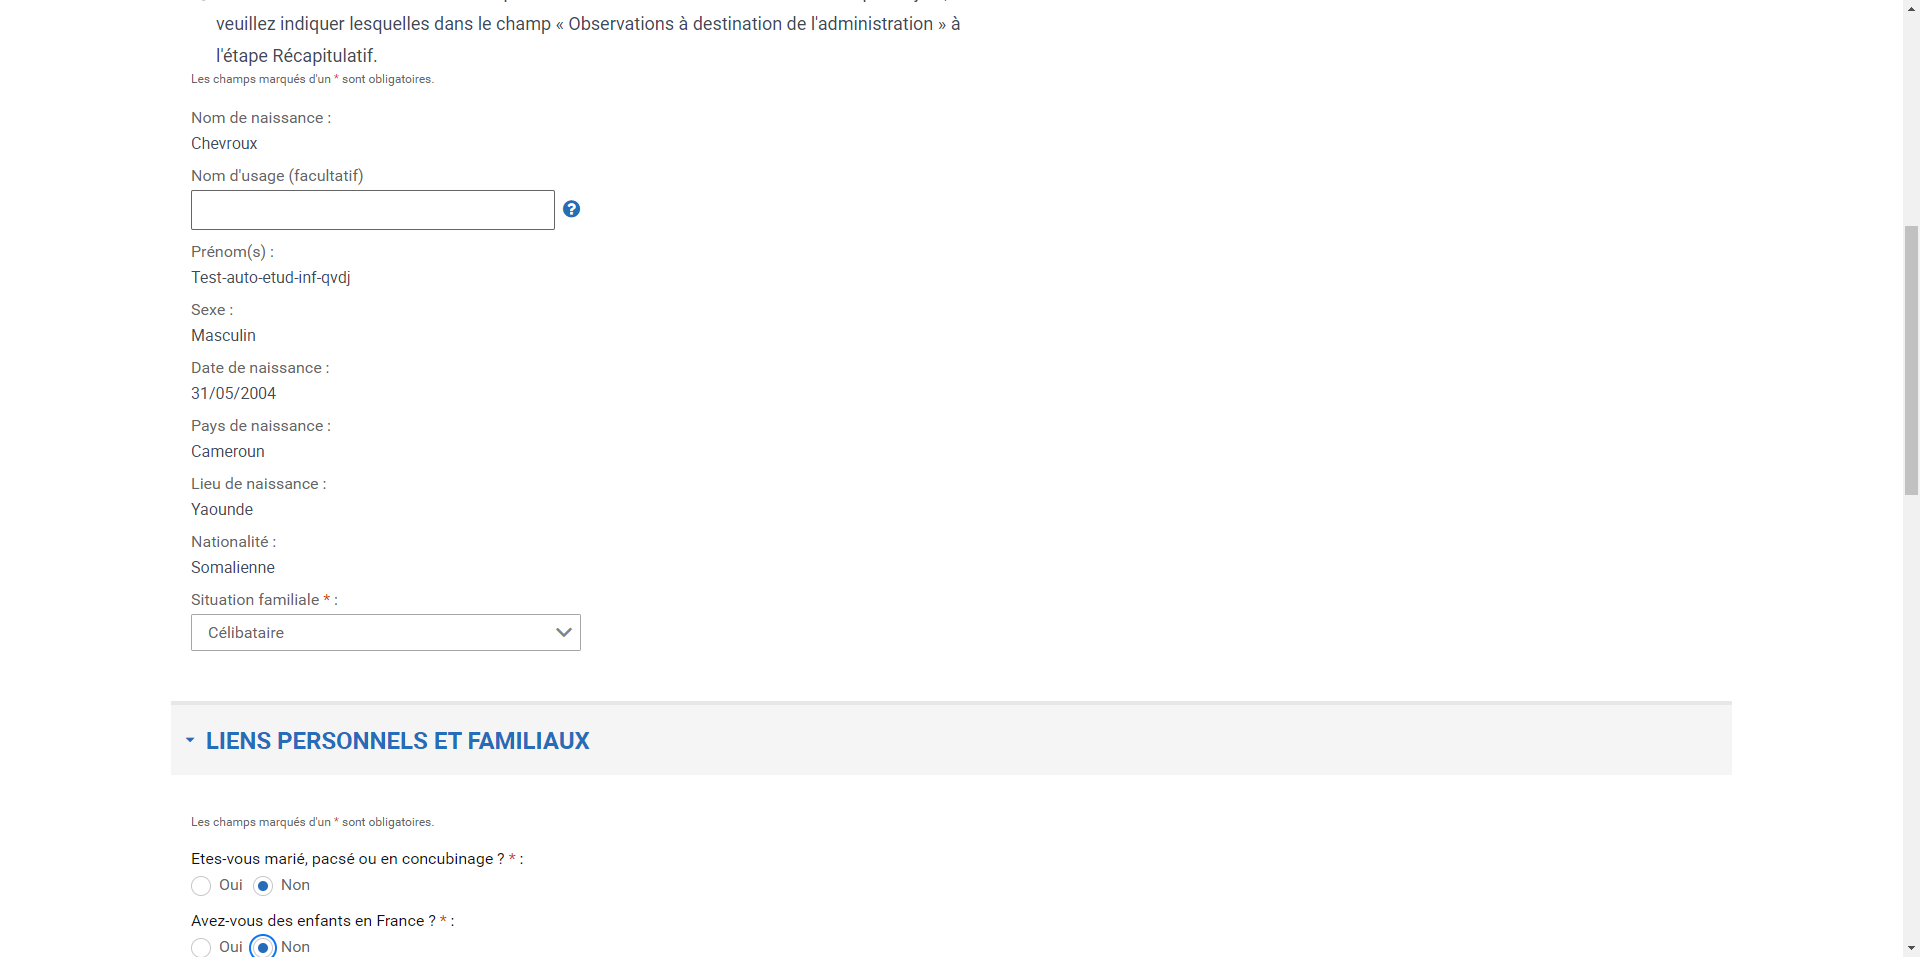 veuillez indiquer lesquelles dans le champ « Observations à destination de l'administration » à
l'étape Récapitulatif.
Les champs marqués d'un * sont obligatoires.
Nom de naissance :
Chevroux
Nom d'usage (facultatif)
?
Prénom(s) :
Test-auto-etud-inf-qvdj
Sexe :
Masculin
Date de naissance :
31/05/2004
Pays de naissance :
Cameroun
Lieu de naissance :
Yaounde
Nationalité :
Somalienne
Situation familiale * :
Célibataire
LIENS PERSONNELS ET FAMILIAUX
Les champs marqués d'un * sont obligatoires.
Etes-vous marié, pacsé ou en concubinage ? * :
Oui Non
Avez-vous des enfants en France ? * :
Oui Non